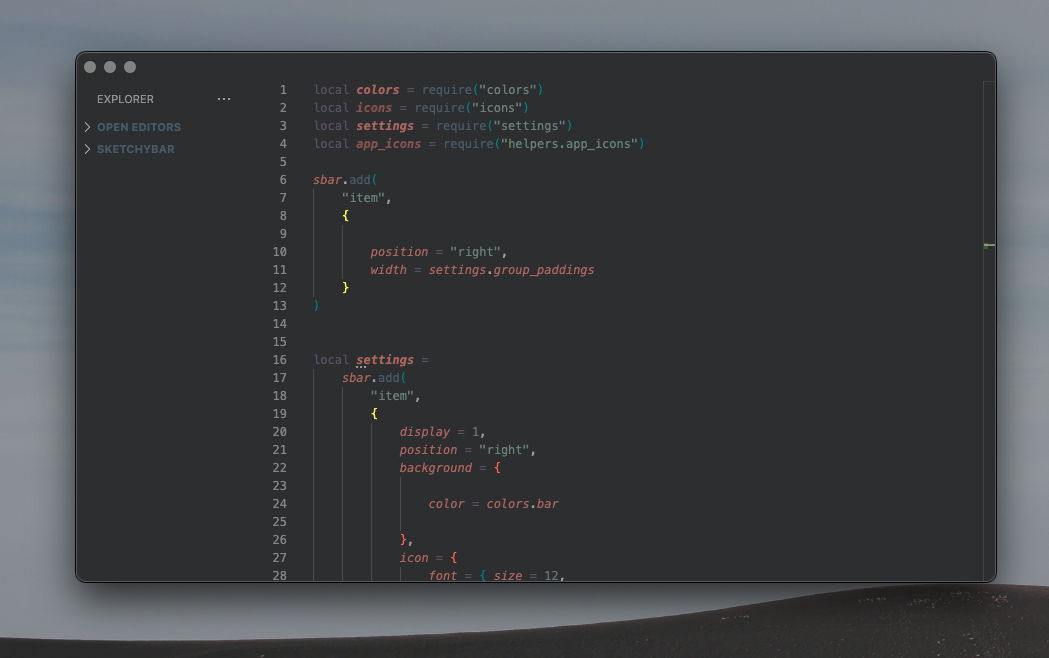 EXPLORER ...
OPEN EDITORS
SKETCHYBAR
1 local colors = require("colors")
2 local icons = require("icons")
3 local settings = require("settings")
4 local app_icons = require("helpers.app_icons")
5
6 sbar.add(
7 "item",
8 {
9
10 position = "right",
11 width = settings.group_paddings
12 }
13 )
14
15
16 local settings =
17 sbar.add(
18 "item",
19 {
20 display = 1,
21 position = "right",
22 background = {
23
24 color = colors.bar
25
26 },
27 icon = {
28 font = { size = 12,